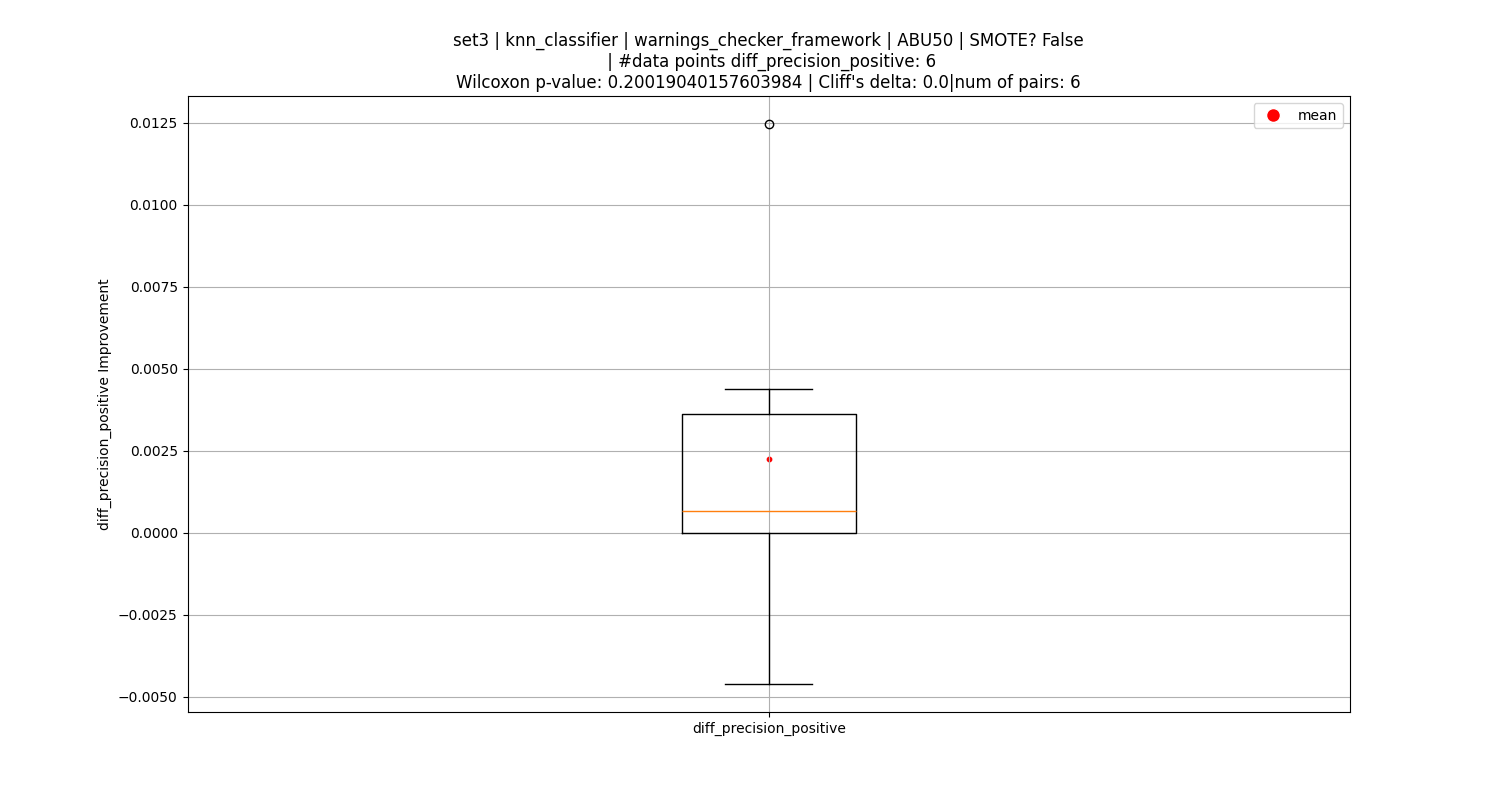 set3 | knn_classifier | warnings_checker_framework | ABU50 | SMOTE? False
| #data points diff_precision_positive: 6
Wilcoxon p-value: 0.20019040157603984 | Cliff's delta: 0.0|num of pairs: 6
mean
0.0125
0.0100
0.0075
0.0050
0.0025
0.0000
−0.0025
−0.0050
diff_precision_positive Improvement
diff_precision_positive